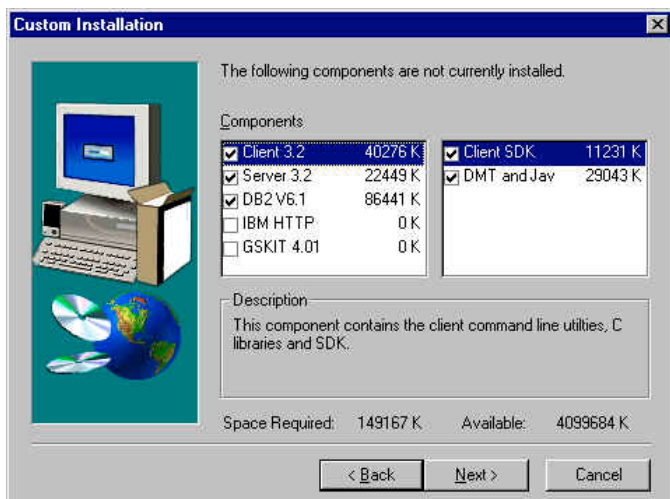 Custom Installation
The following components are not currently installed.
Components
Client 3.2 40276 K
Server 3.2 22449 K
DB2 V6.1 86441 K
IBM HTTP 0 K
GSKIT 4.01 0 K
Client SDK 11231 K
DMT and Jav 29043 K
Description
This component contains the client command line utilties, C
libraries and SDK.
Space Required: 149167 K Available: 4099684 K
< Back Next > Cancel